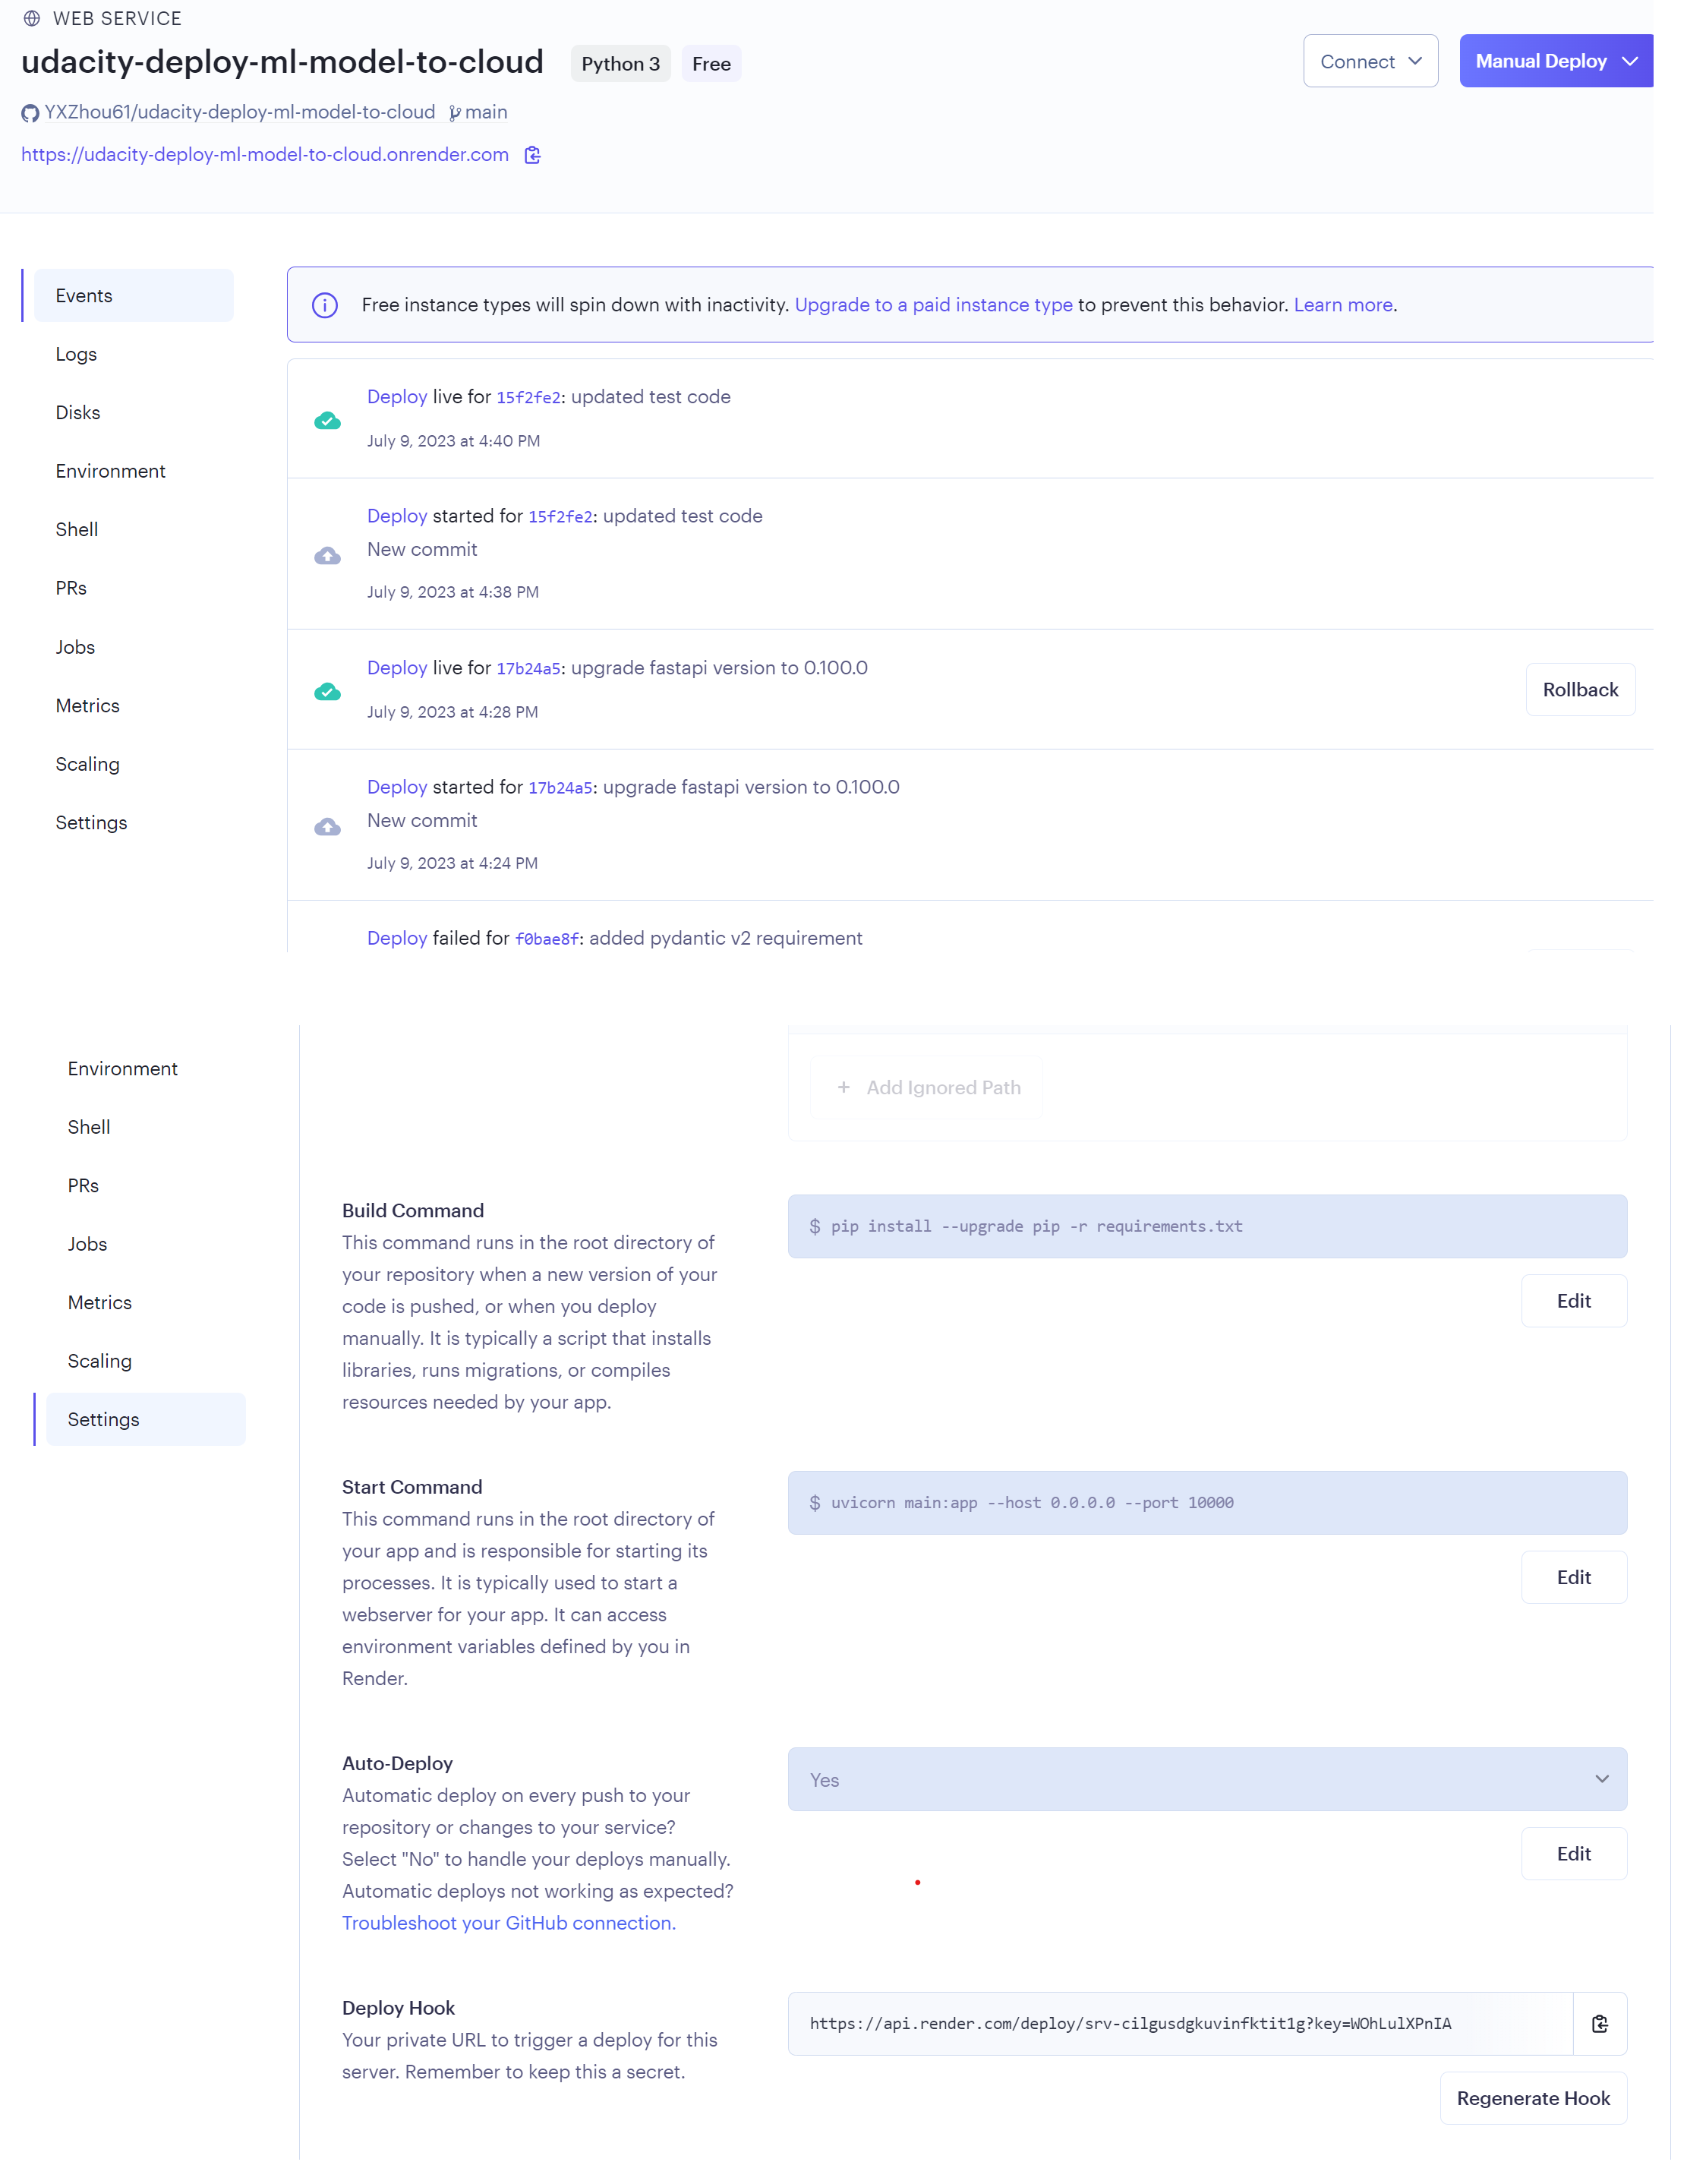 WEB SERVICE
udacity-deploy-ml-model-to-cloud Python 3 Free Connect Manual Deploy
YXZhou61/udacity-deploy-ml-model-to-cloud main
https://udacity-deploy-ml-model-to-cloud.onrender.com
Events
Logs
Disks
Environment
Shell
PRs
Jobs
Metrics
Scaling
Settings
Free instance types will spin down with inactivity. Upgrade to a paid instance type to prevent this behavior. Learn more.
Deploy live for 15f2fe2: updated test code
July 9, 2023 at 4:40 PM
Deploy started for 15f2fe2: updated test code
New commit
July 9, 2023 at 4:38 PM
Deploy live for 17b24a5: upgrade fastapi version to 0.100.0
July 9, 2023 at 4:28 PM
Rollback
Deploy started for 17b24a5: upgrade fastapi version to 0.100.0
New commit
July 9, 2023 at 4:24 PM
Deploy failed for f0bae8f: added pydantic v2 requirement
Environment
Shell
PRs
Jobs
Metrics
Scaling
Settings
+ Add Ignored Path
Build Command
This command runs in the root directory of
your repository when a new version of your
code is pushed, or when you deploy
manually. It is typically a script that installs
libraries, runs migrations, or compiles
resources needed by your app.
$ pip install --upgrade pip -r requirements.txt
Edit
Start Command
This command runs in the root directory of
your app and is responsible for starting its
processes. It is typically used to start a
webserver for your app. It can access
environment variables defined by you in
Render.
$ uvicorn main:app --host 0.0.0.0 --port 10000
Edit
Auto-Deploy
Automatic deploy on every push to your
repository or changes to your service?
Select "No" to handle your deploys manually.
Automatic deploys not working as expected?
Troubleshoot your GitHub connection.
Yes
Edit
Deploy Hook
Your private URL to trigger a deploy for this
server. Remember to keep this a secret.
https://api.render.com/deploy/srv-cilgusdgkuvinfktit1g?key=WOhLulXPnIA
Regenerate Hook